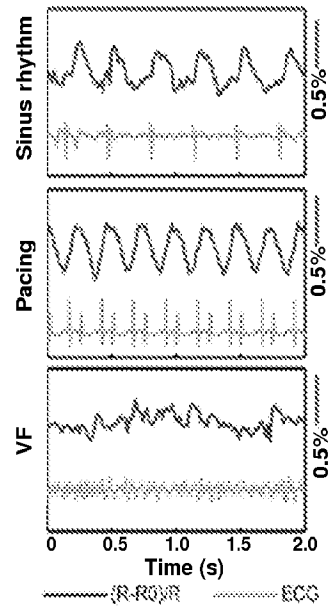 Sinus rhythm
0.5%
Pacing
0.5%
VF
0.5%
0 0.5 1.0 1.5 2.0
Time (s)
(R-R0)/R ECG